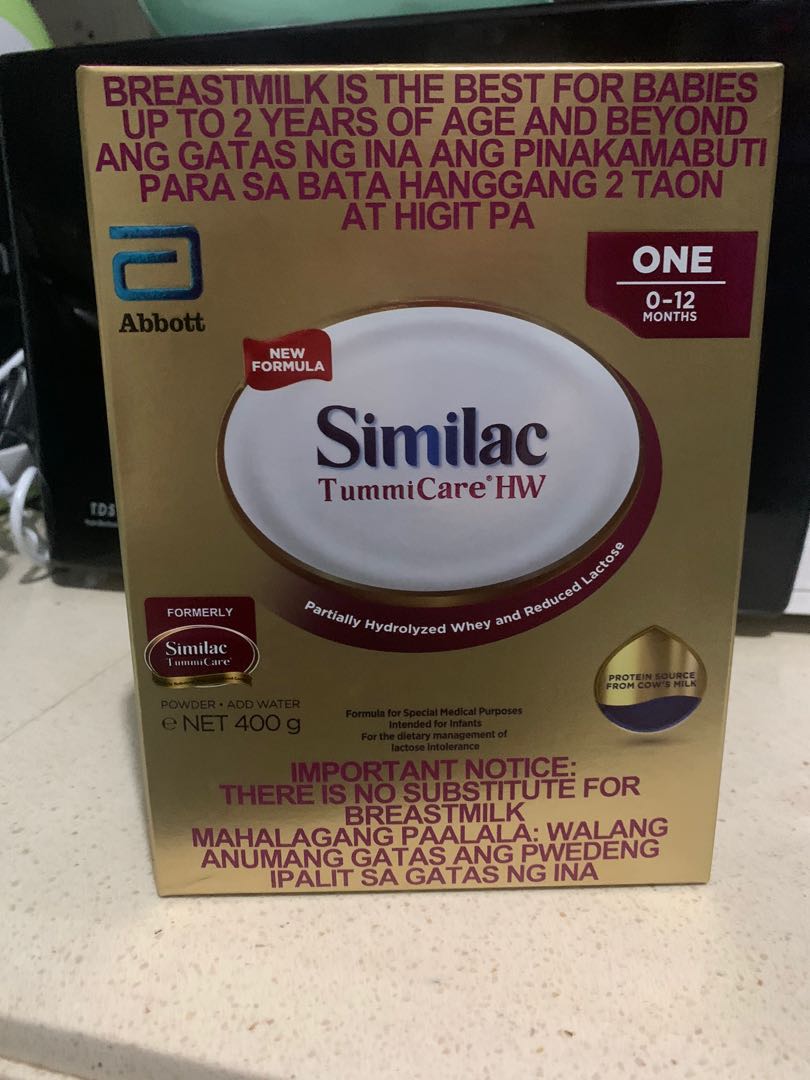 BREASTMILK IS THE BEST FOR BABIES
UP TO 2 YEARS OF AGE AND BEYOND
ANG GATAS NG INA ANG PINAKAMABUTI
PARA SA BATA HANGGANG 2 TAON
AT HIGIT PA
Abbott
ONE
0-12
MONTHS
NEW
FORMULA
Similac
TummiCare® HW
Partially Hydrolyzed Whey and Reduced Lactose
FORMERLY
Similac
TummiCare®
POWDER • ADD WATER
e NET 400 g
Formula for Special Medical Purposes
Intended for Infants
For the dietary management of
lactose intolerance
PROTEIN SOURCE
FROM COW'S MILK
IMPORTANT NOTICE:
THERE IS NO SUBSTITUTE FOR
BREASTMILK
MAHALAGANG PAALALA: WALANG
ANUMANG GATAS ANG PWEDENG
IPALIT SA GATAS NG INA
TDS